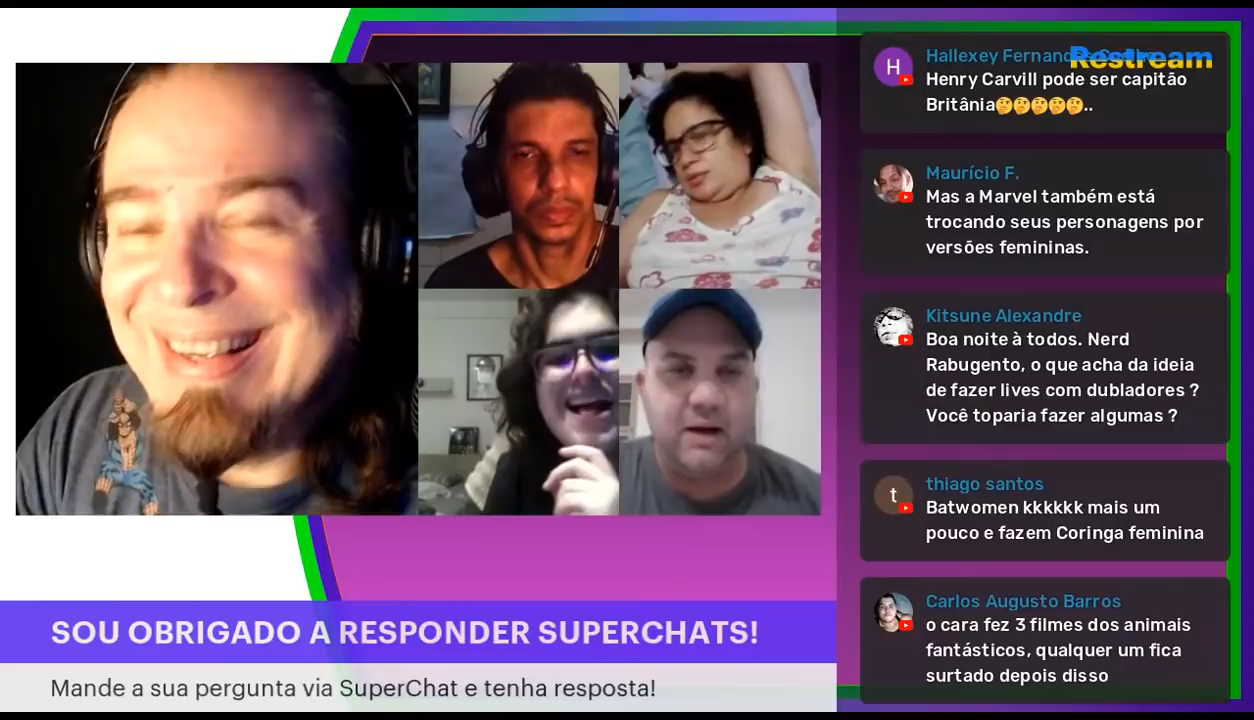 Hallexey Fernandes
Restream
Henry Carvill pode ser capitão
Britânia🤔🤔🤔🤔🤔..
H
Maurício F.
Mas a Marvel também está
trocando seus personagens por
versões femininas.
Kitsune Alexandre
Boa noite à todos. Nerd
Rabugento, o que acha da ideia
de fazer lives com dubladores ?
Você toparia fazer algumas ?
thiago santos
t
Batwomen kkkkkk mais um
pouco e fazem Coringa feminina
Carlos Augusto Barros
o cara fez 3 filmes dos animais
fantásticos, qualquer um fica
surtado depois disso
SOU OBRIGADO A RESPONDER SUPERCHATS!
Mande a sua pergunta via SuperChat e tenha resposta!